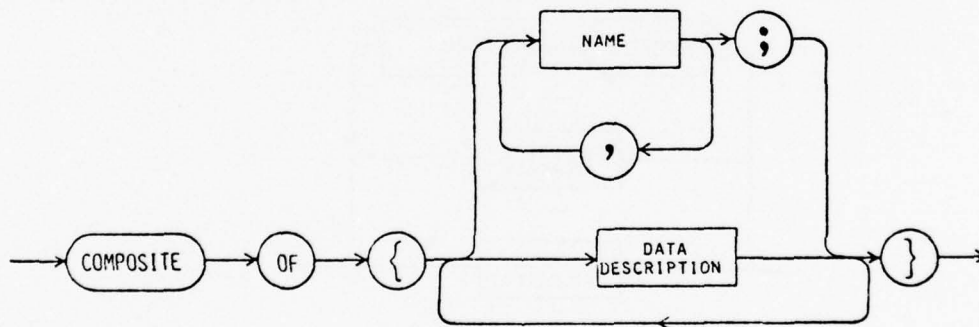 NAME
;
,
COMPOSITE
OF
{
DATA
DESCRIPTION
}